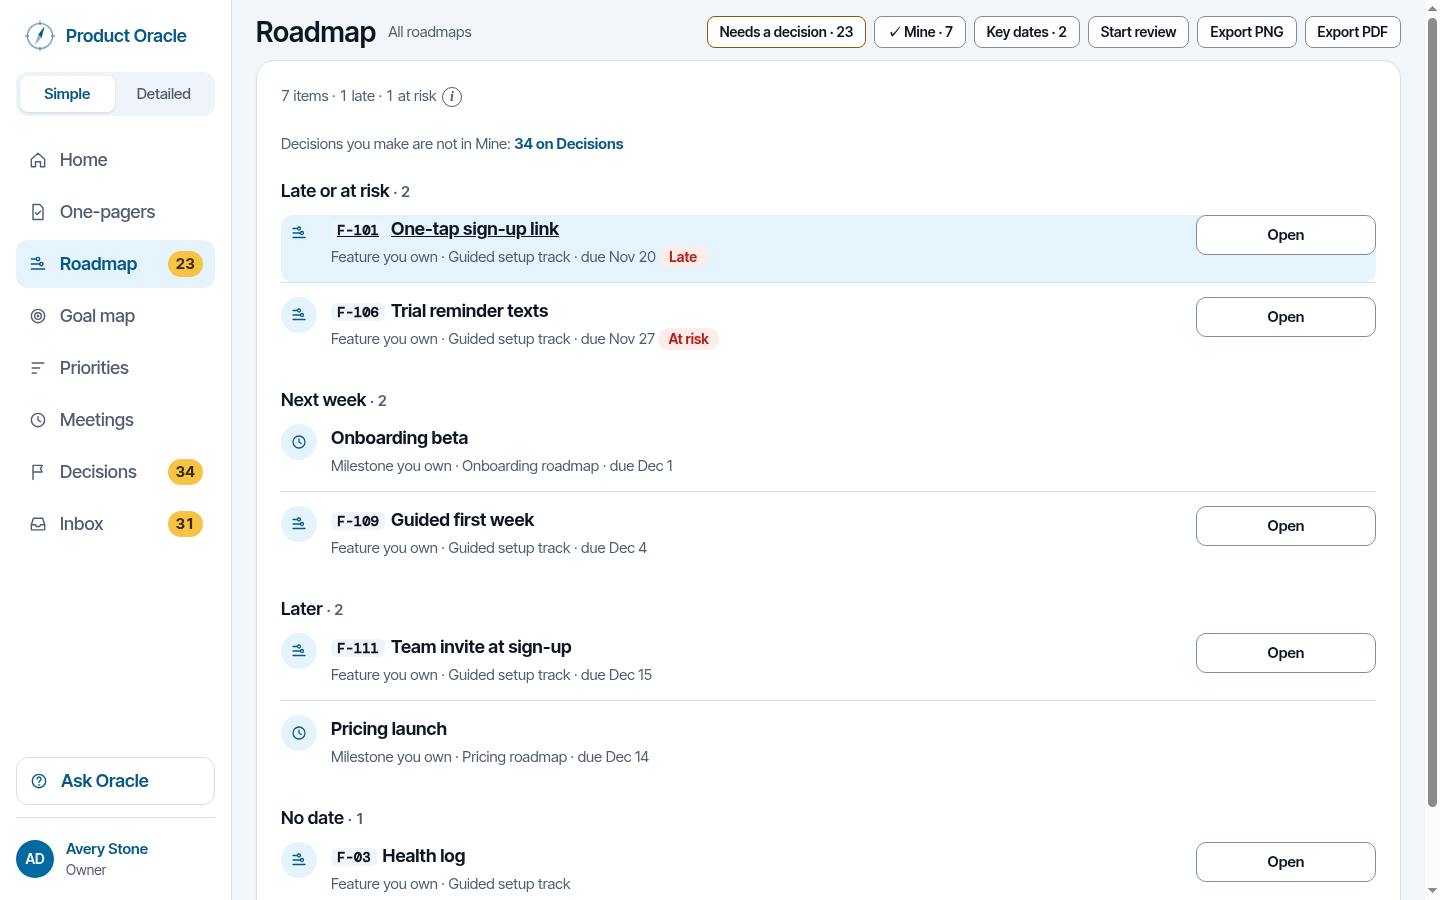 Product Oracle
Simple
Detailed
Home
One-pagers
Roadmap 23
Goal map
Priorities
Meetings
Decisions 34
Inbox 31
Ask Oracle
AD
Avery Stone
Owner
Roadmap All roadmaps
Needs a decision · 23
✓ Mine · 7
Key dates · 2
Start review
Export PNG
Export PDF
7 items · 1 late · 1 at risk i
Decisions you make are not in Mine: 34 on Decisions
Late or at risk · 2
F-101 One-tap sign-up link
Feature you own · Guided setup track · due Nov 20 Late
Open
F-106 Trial reminder texts
Feature you own · Guided setup track · due Nov 27 At risk
Open
Next week · 2
Onboarding beta
Milestone you own · Onboarding roadmap · due Dec 1
F-109 Guided first week
Feature you own · Guided setup track · due Dec 4
Open
Later · 2
F-111 Team invite at sign-up
Feature you own · Guided setup track · due Dec 15
Open
Pricing launch
Milestone you own · Pricing roadmap · due Dec 14
No date · 1
F-03 Health log
Feature you own · Guided setup track
Open